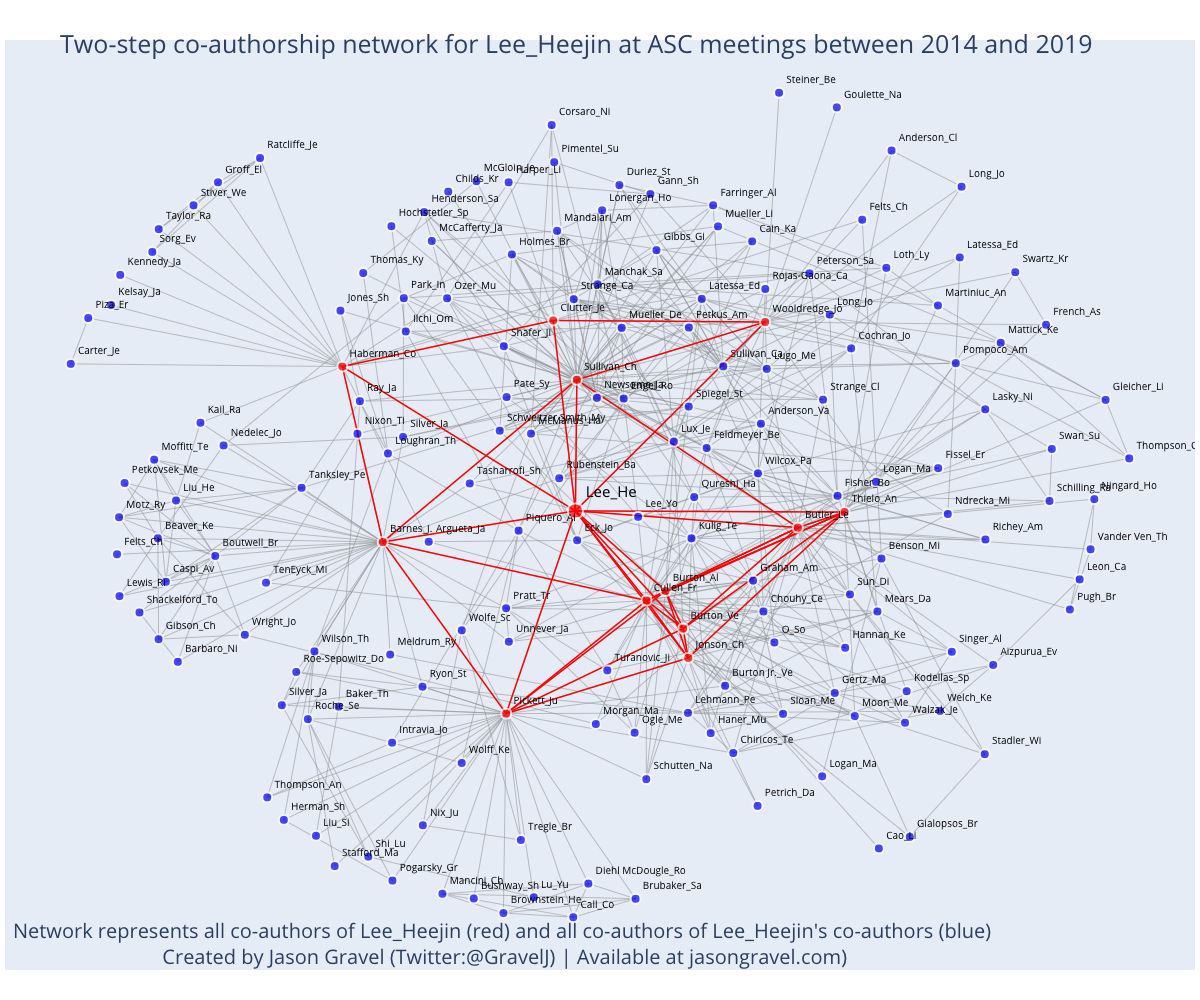 Two-step co-authorship network for Lee_Heejin at ASC meetings between 2014 and 2019
Steiner_Be
Goulette_Na
Corsaro_Ni
Anderson_Cl
Ratcliffe_Je
Pimentel_Su
Groff_El
Harper_Li
Duriez_St
Long_Jo
Childs_Kr
Gann_Sh
Stiver_We
Henderson_Sa
Lonergan_Ho
Farringer_Al
Felts_Ch
Taylor_Ra
Hochstetler_Sp
Mandalari_Am
Mueller_Li
McCafferty_Ja
Cain_Ka
Sorg_Ev
Holmes_Br
Gibbs_Gl
Latessa_Ed
Loth_Ly
Kennedy_Ja
Thomas_Ky
Peterson_Sa
Swartz_Kr
Manchak_Sa
Rojas-Gaona_Ca
Kelsay_Ja
Park_In
Ozer_Mu
Strange_Ca
Latessa_Ed
Martiniuc_An
Piza_Er
Jones_Sh
Clutter_Je
Wooldredge_Jo
Long_Jo
French_As
Ilchi_Om
Mueller_De
Petkus_Am
Mattick_Ke
Shafer_Ji
Cochran_Jo
Carter_Je
Haberman_Co
Sullivan_Ch
Sullivan_Ca
Lugo_Me
Pompoco_Am
Ray_Ja
Pate_Sy
Newsome_Ja
Engel_Ro
Spiegel_St
Strange_Cl
Lasky_Ni
Gleicher_Li
Kail_Ra
Nixon_Ti
Silver_Ja
Schweitzer Smith_My
McManus_Ha
Anderson_Va
Nedelec_Jo
Loughran_Th
Lux_Je
Feldmeyer_Be
Swan_Su
Moffitt_Te
Fissel_Er
Thompson_C
Petkovsek_Me
Tanksley_Pe
Tasharrofi_Sh
Rubenstein_Ba
Wilcox_Pa
Logan_Ma
Liu_He
Lee_He
Qureshi_Ha
Fisher_Bo
Schilling_Ra
Ningard_Ho
Motz_Ry
Lee_Yo
Thielo_An
Ndrecka_Mi
Beaver_Ke
Barnes_J.
Argueta_Ja
Piquero_Al
Eck_Jo
Kulig_Te
Butler_Le
Richey_Am
Vander Ven_Th
Felts_Ch
Boutwell_Br
Benson_Mi
Caspi_Av
TenEyck_Mi
Burton_Al
Cullen_Fr
Graham_Am
Leon_Ca
Lewis_Ri
Shackelford_To
Pratt_Tr
Chouhy_Ce
Sun_Di
Mears_Da
Pugh_Br
Gibson_Ch
Wright_Jo
Wolfe_Sc
Unnever_Ja
Burton_Ve
O_So
Hannan_Ke
Barbaro_Ni
Wilson_Th
Meldrum_Ry
Jonson_Ch
Singer_Al
Aizpurua_Ev
Roe-Sepowitz_Do
Ryon_St
Turanovic_Ji
Burton Jr._Ve
Gertz_Ma
Kodellas_Sp
Silver_Ja
Baker_Th
Pickett_Ju
Welch_Ke
Roche_Se
Morgan_Ma
Lehmann_Pe
Sloan_Me
Moon_Me
Walzak_Je
Intravia_Jo
Ogle_Me
Haner_Mu
Wolff_Ke
Chiricos_Te
Stadler_Wi
Schutten_Na
Logan_Ma
Thompson_An
Herman_Sh
Petrich_Da
Liu_Si
Nix_Ju
Tregle_Br
Gialopsos_Br
Shi_Lu
Cao_Li
Stafford_Ma
Pogarsky_Gr
Diehl McDougle_Ro
Mancini_Ch
Bushway_Sh
Lu_Yu
Brubaker_Sa
Brownstein_He
Call_Co
Network represents all co-authors of Lee_Heejin (red) and all co-authors of Lee_Heejin's co-authors (blue)
Created by Jason Gravel (Twitter:@GravelJ) | Available at jasongravel.com)